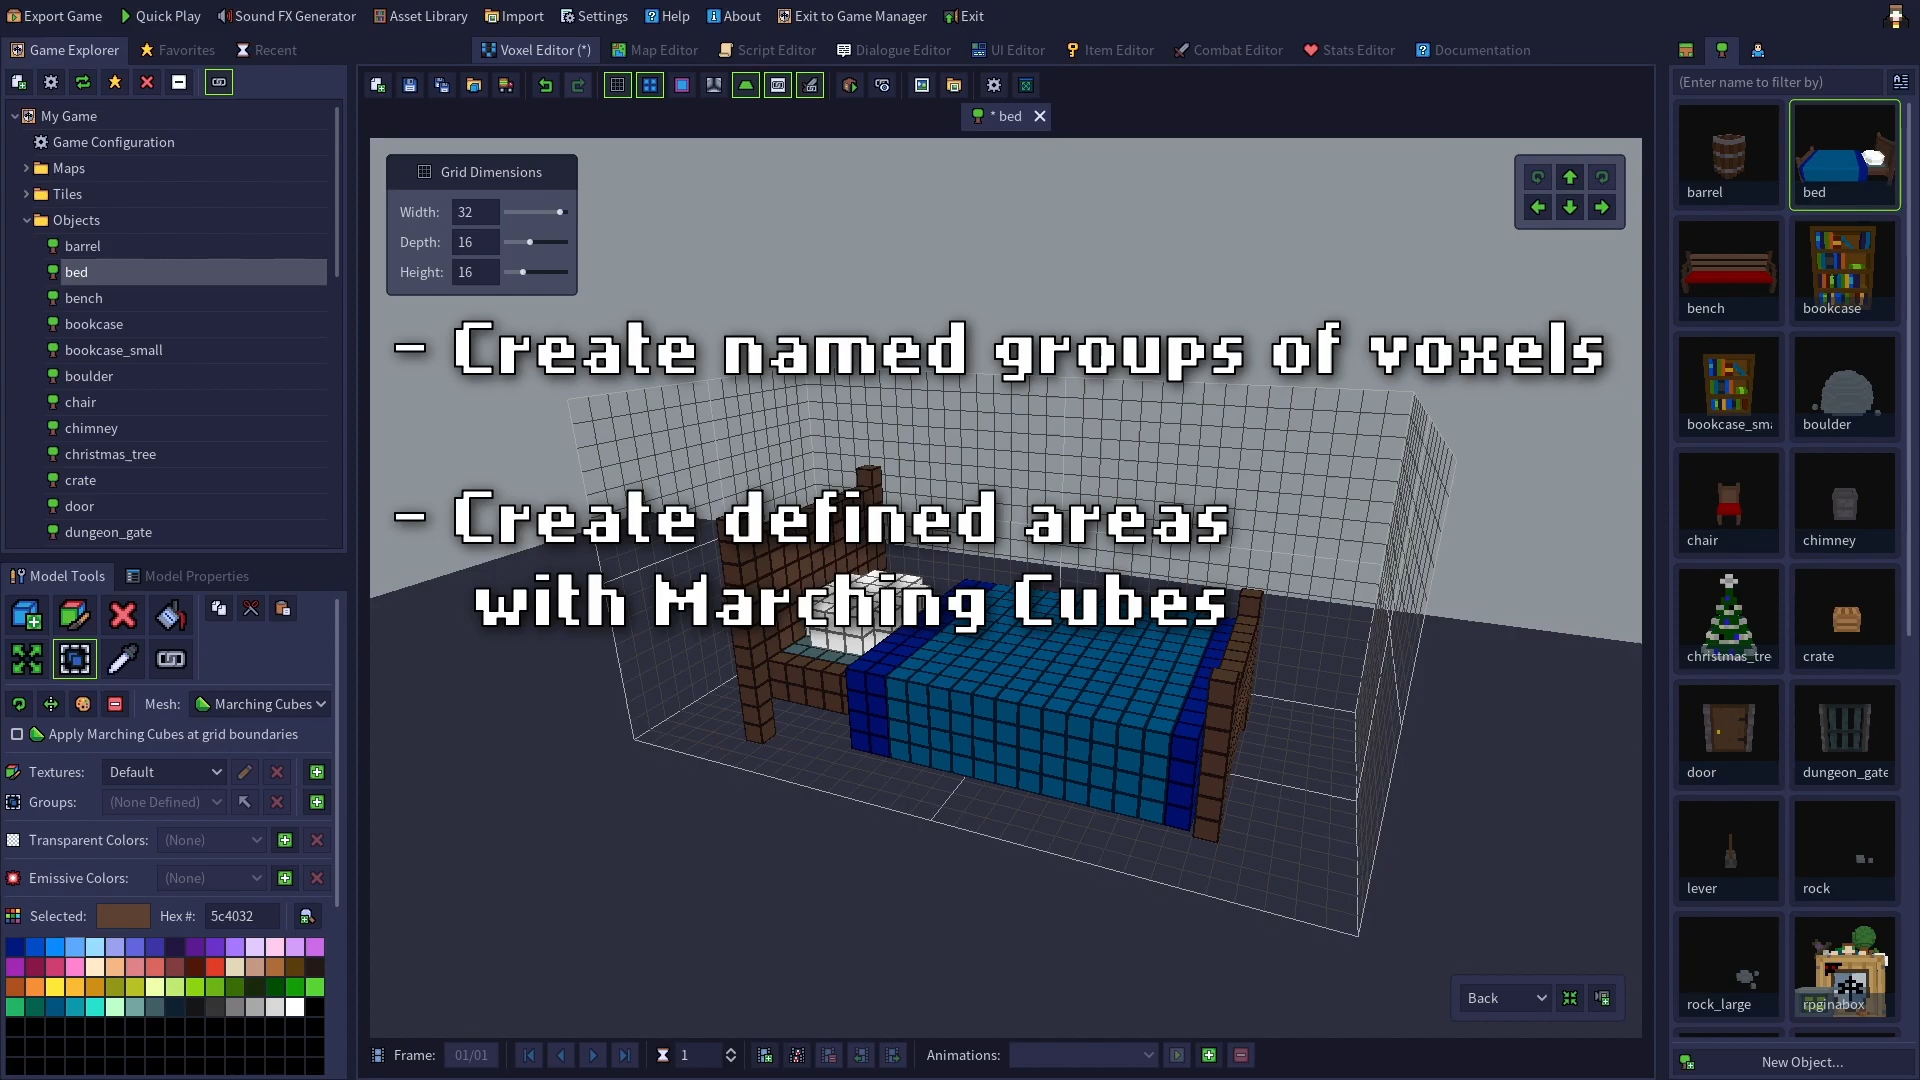 Export Game
Quick Play
Sound FX Generator
Asset Library
Import
Settings
Help
About
Exit to Game Manager
Exit
Game Explorer
Favorites
Recent
Voxel Editor (*)
Map Editor
Script Editor
Dialogue Editor
UI Editor
Item Editor
Combat Editor
Stats Editor
Documentation
* bed
My Game
Game Configuration
Maps
Tiles
Objects
barrel
bed
bench
bookcase
bookcase_small
boulder
chair
chimney
christmas_tree
crate
door
dungeon_gate
Grid Dimensions
Width: 32
Depth: 16
Height: 16
- Create named groups of voxels
- Create defined areas
with Marching Cubes
Model Tools
Model Properties
Mesh: Marching Cubes
Apply Marching Cubes at grid boundaries
Textures: Default
Groups: (None Defined)
Transparent Colors: (None)
Emissive Colors: (None)
Selected: Hex #: 5c4032
Back
Frame: 01/01
1
Animations:
(Enter name to filter by)
barrel
bed
bench
bookcase
bookcase_sma
boulder
chair
chimney
christmas_tre
crate
door
dungeon_gate
lever
rock
rock_large
rpginabox
New Object...